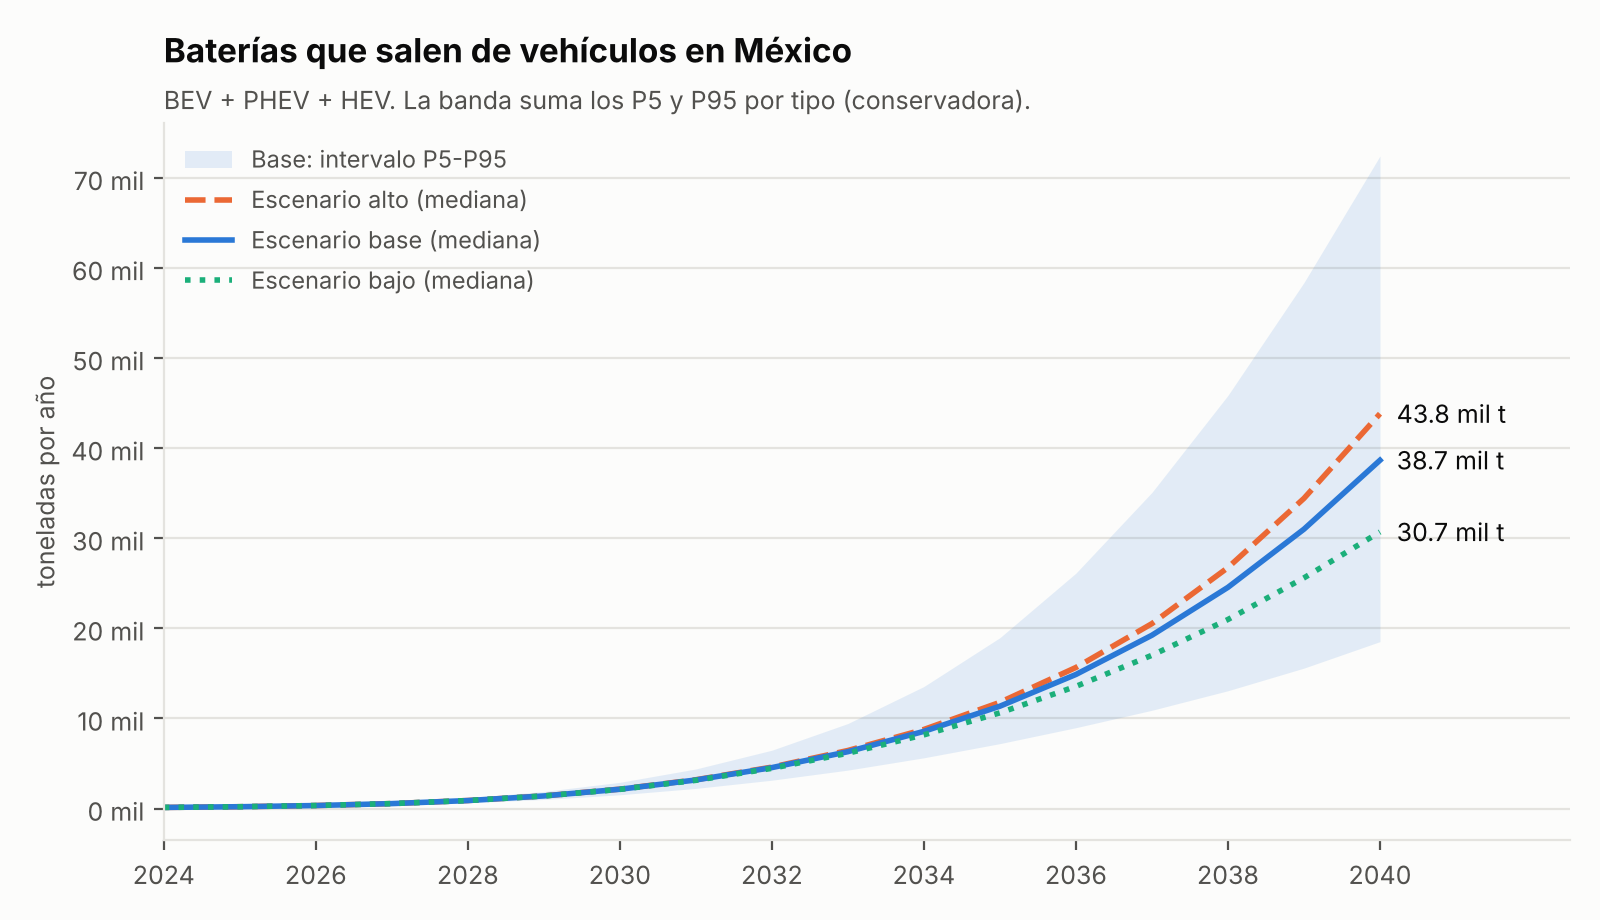 Baterías que salen de vehículos en México
BEV + PHEV + HEV. La banda suma los P5 y P95 por tipo (conservadora).
Base: intervalo P5-P95
Escenario alto (mediana)
Escenario base (mediana)
Escenario bajo (mediana)
toneladas por año
70 mil
60 mil
50 mil
40 mil
30 mil
20 mil
10 mil
0 mil
43.8 mil t
38.7 mil t
30.7 mil t
2024
2026
2028
2030
2032
2034
2036
2038
2040